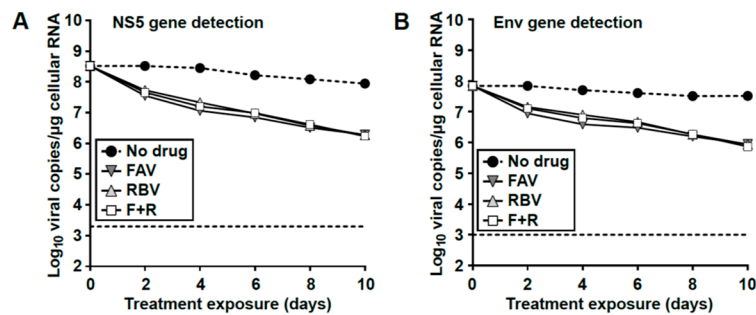 A
NS5 gene detection
Log10 viral copies/µg cellular RNA
10
9
8
7
6
5
4
3
2
No drug
FAV
RBV
F+R
0 2 4 6 8 10
Treatment exposure (days)
B
Env gene detection
Log10 viral copies/µg cellular RNA
10
9
8
7
6
5
4
3
2
No drug
FAV
RBV
F+R
0 2 4 6 8 10
Treatment exposure (days)